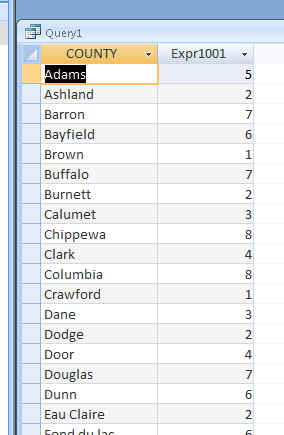 Query1
COUNTY Expr1001
Adams 5
Ashland 2
Barron 7
Bayfield 6
Brown 1
Buffalo 7
Burnett 2
Calumet 3
Chippewa 8
Clark 4
Columbia 8
Crawford 1
Dane 3
Dodge 2
Door 4
Douglas 7
Dunn 6
Eau Claire 2
Fond du lac 6